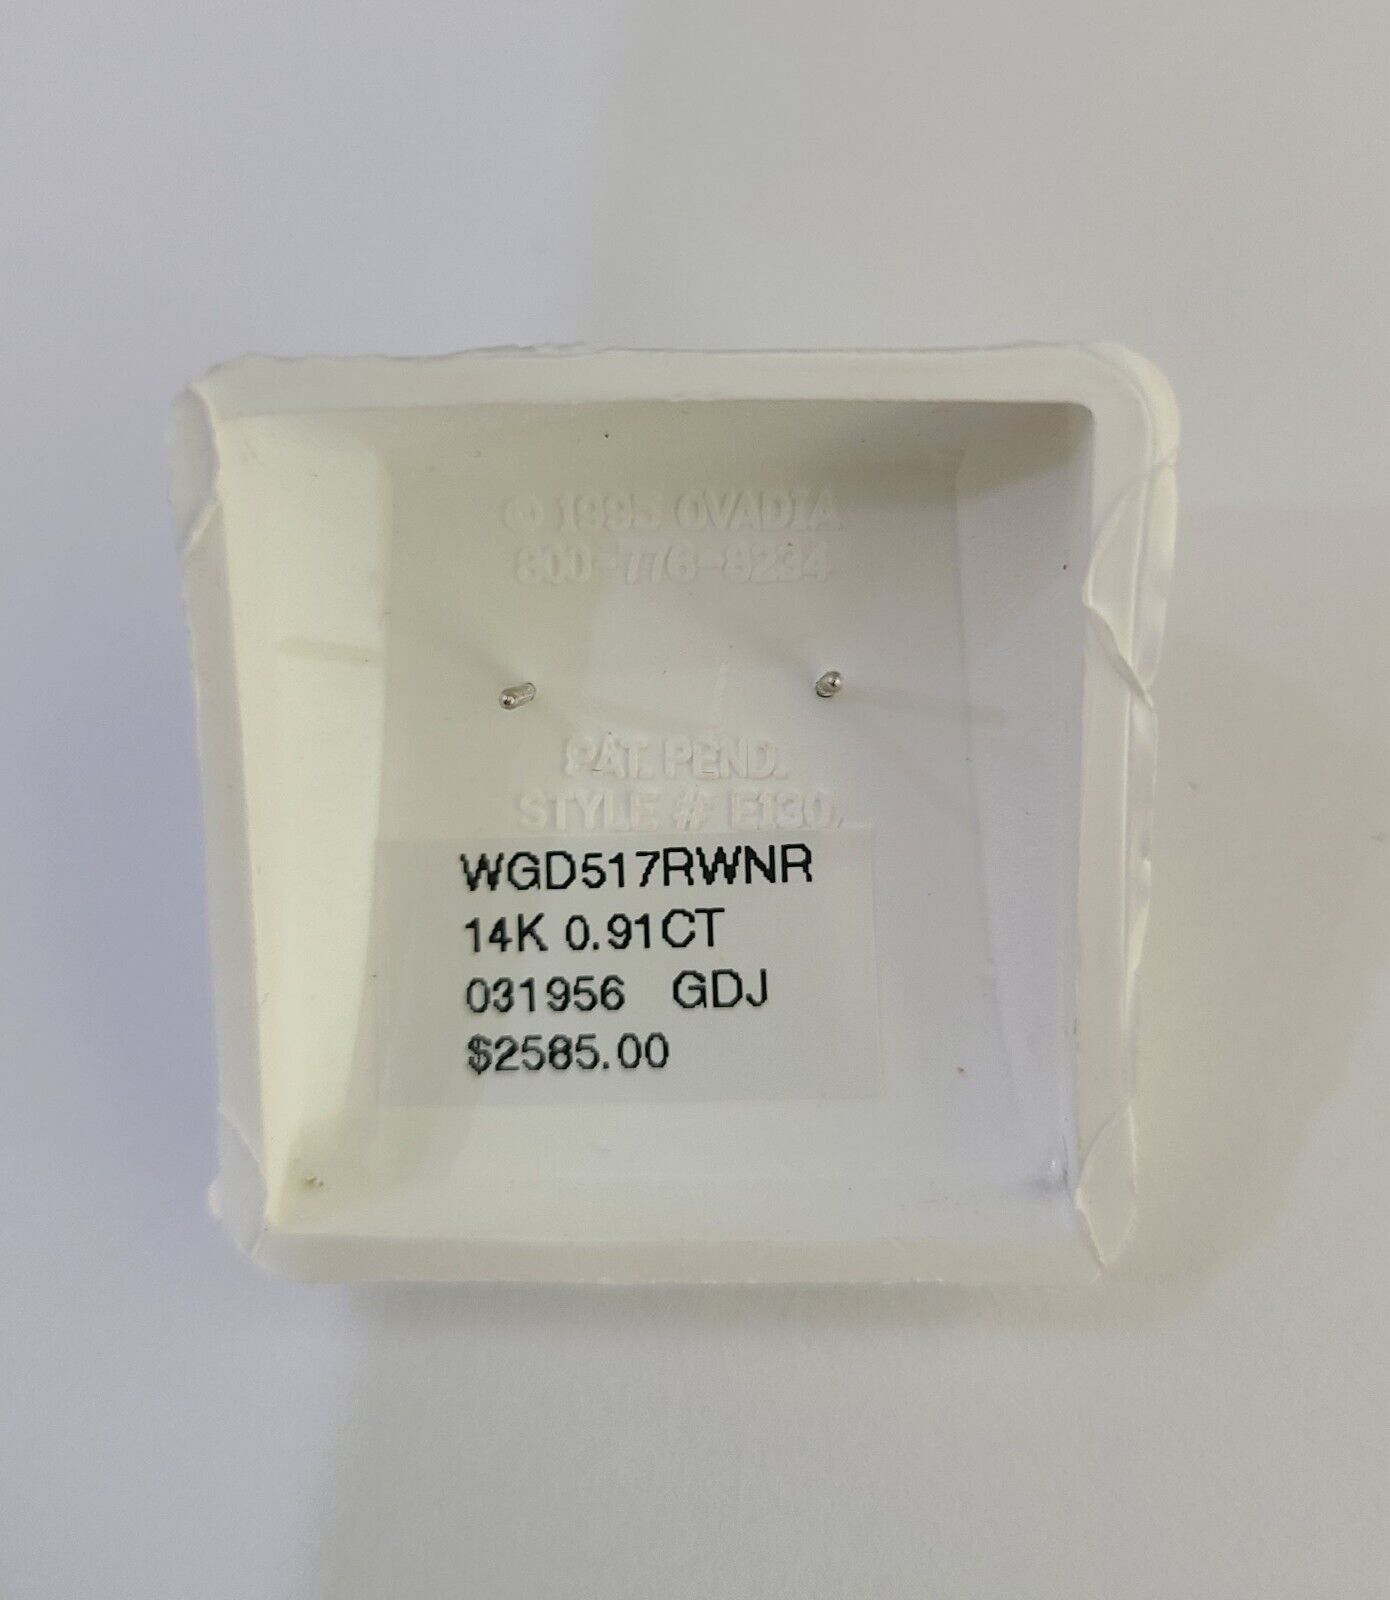 © 1995 OVADIA
800-776-8234
PAT. PEND.
STYLE # E130
WGD517RWNR
14K 0.91CT
031956 GDJ
$2585.00